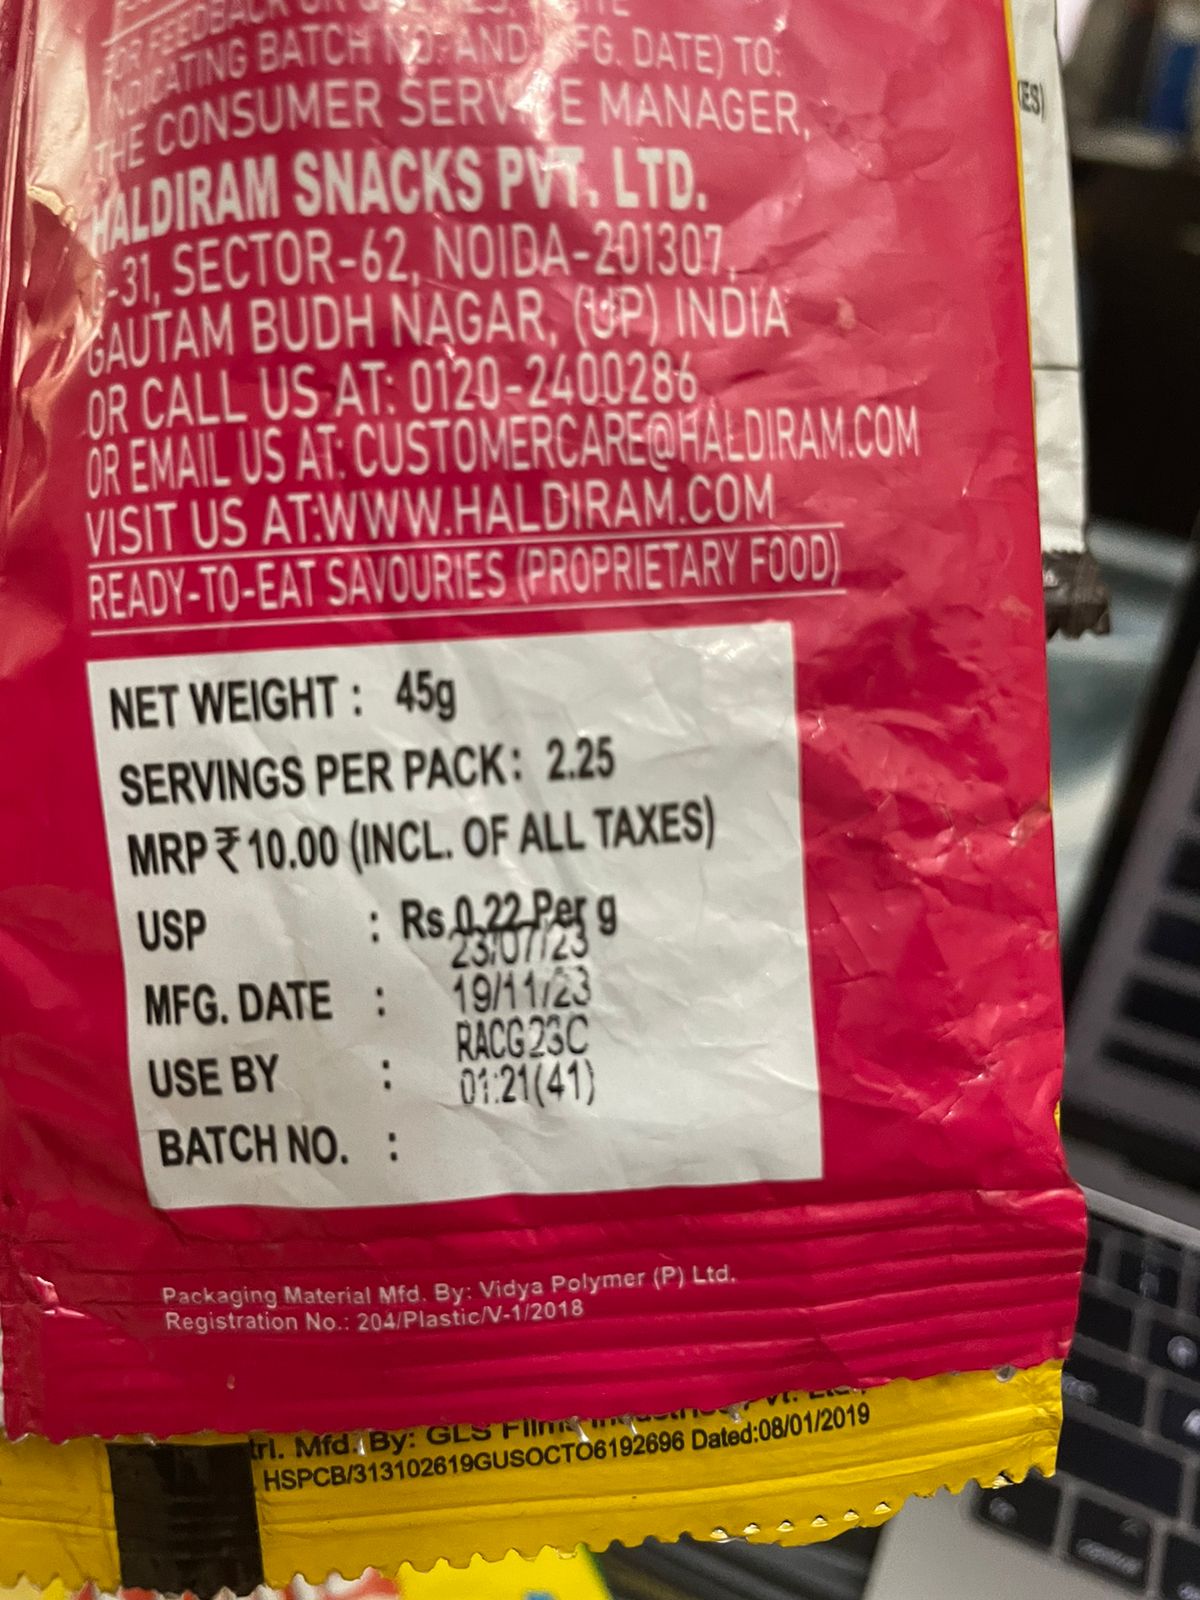 FOR FEEDBACK OR
INDICATING BATCH NO. AND MFG. DATE) TO:
THE CONSUMER SERVICE MANAGER,
HALDIRAM SNACKS PVT. LTD.
-31, SECTOR-62, NOIDA-201307,
GAUTAM BUDH NAGAR, (UP) INDIA
OR CALL US AT: 0120-2400286
OR EMAIL US AT: CUSTOMERCARE@HALDIRAM.COM
VISIT US AT:WWW.HALDIRAM.COM
READY-TO-EAT SAVOURIES (PROPRIETARY FOOD)
NET WEIGHT : 45g
SERVINGS PER PACK : 2.25
MRP ₹ 10.00 (INCL. OF ALL TAXES)
USP : Rs 0.22 Per g
23/07/23
MFG. DATE : 19/11/23
RACG23C
USE BY : 01:21(41)
BATCH NO. :
Packaging Material Mfd. By: Vidya Polymer (P) Ltd.
Registration No.: 204/Plastic/V-1/2018
trl. Mfd. By: GLS Films
HSPCB/313102619GUSOCTO6192696 Dated:08/01/2019
ES)